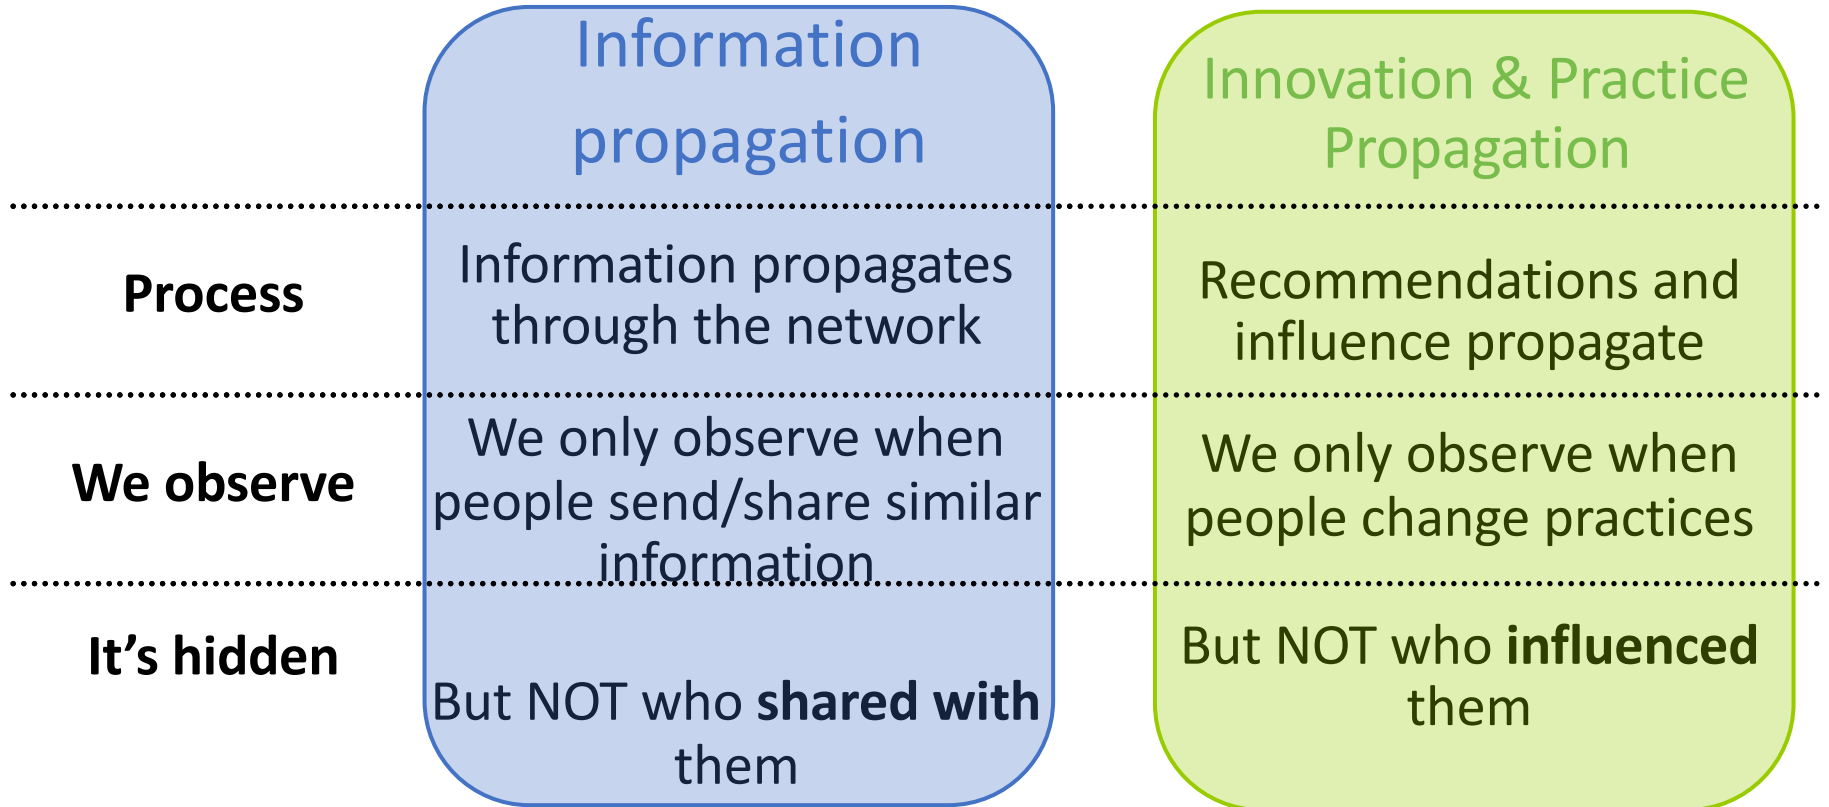 Information
propagation
Innovation & Practice
Propagation
Process
Information propagates
through the network
Recommendations and
influence propagate
We observe
We only observe when
people send/share similar
information
We only observe when
people change practices
It’s hidden
But NOT who shared with
them
But NOT who influenced
them